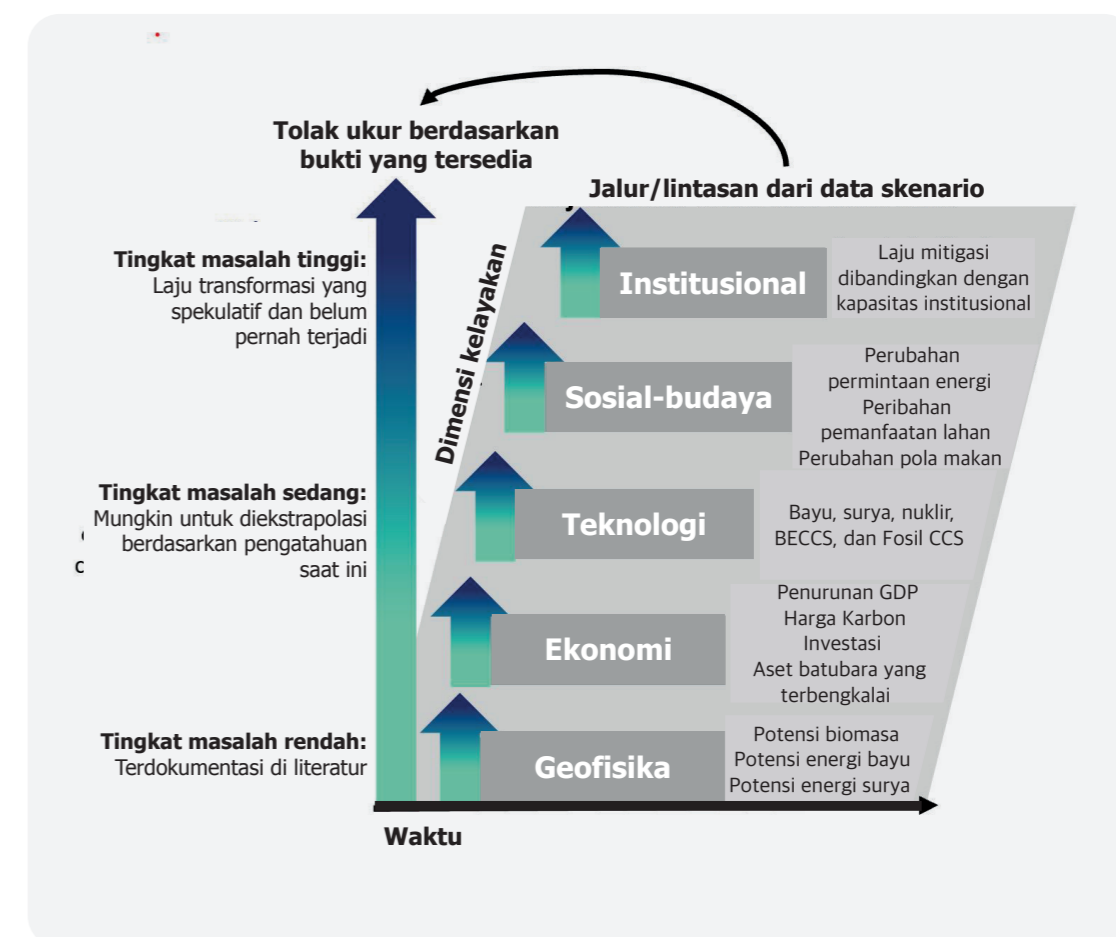 Tolak ukur berdasarkan
bukti yang tersedia
Jalur/lintasan dari data skenario
Tingkat masalah tinggi:
Laju transformasi yang
spekulatif dan belum
pernah terjadi
Dimensi kelayakan
Institusional
Laju mitigasi
dibandingkan dengan
kapasitas institusional
Sosial-budaya
Perubahan
permintaan energi
Peribahan
pemanfaatan lahan
Perubahan pola makan
Tingkat masalah sedang:
Mungkin untuk diekstrapolasi
berdasarkan pengatahuan
saat ini
Teknologi
Bayu, surya, nuklir,
BECCS, dan Fosil CCS
Ekonomi
Penurunan GDP
Harga Karbon
Investasi
Aset batubara yang
terbengkalai
Tingkat masalah rendah:
Terdokumentasi di literatur
Geofisika
Potensi biomasa
Potensi energi bayu
Potensi energi surya
Waktu